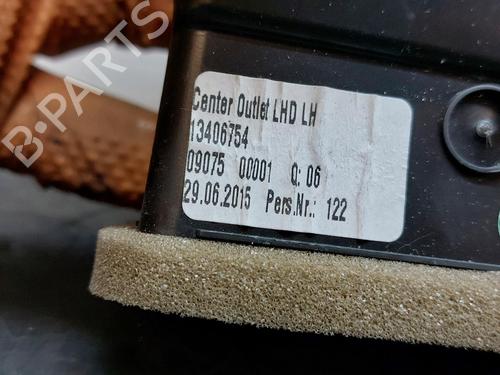 B-PARTS
Center Outlet LHD LH
13406754
09075 00001 Q: 06
29.06.2015 Pers.Nr.: 122